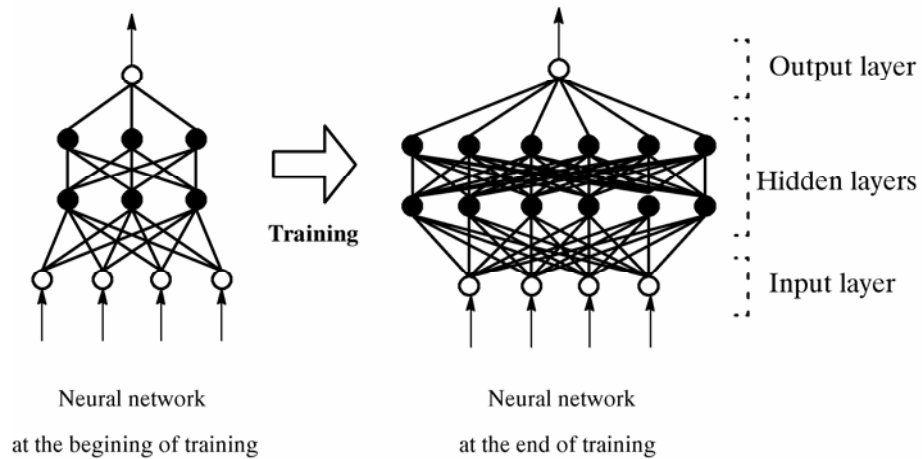 Output layer
Hidden layers
Training
Input layer
Neural network
at the begining of training
Neural network
at the end of training